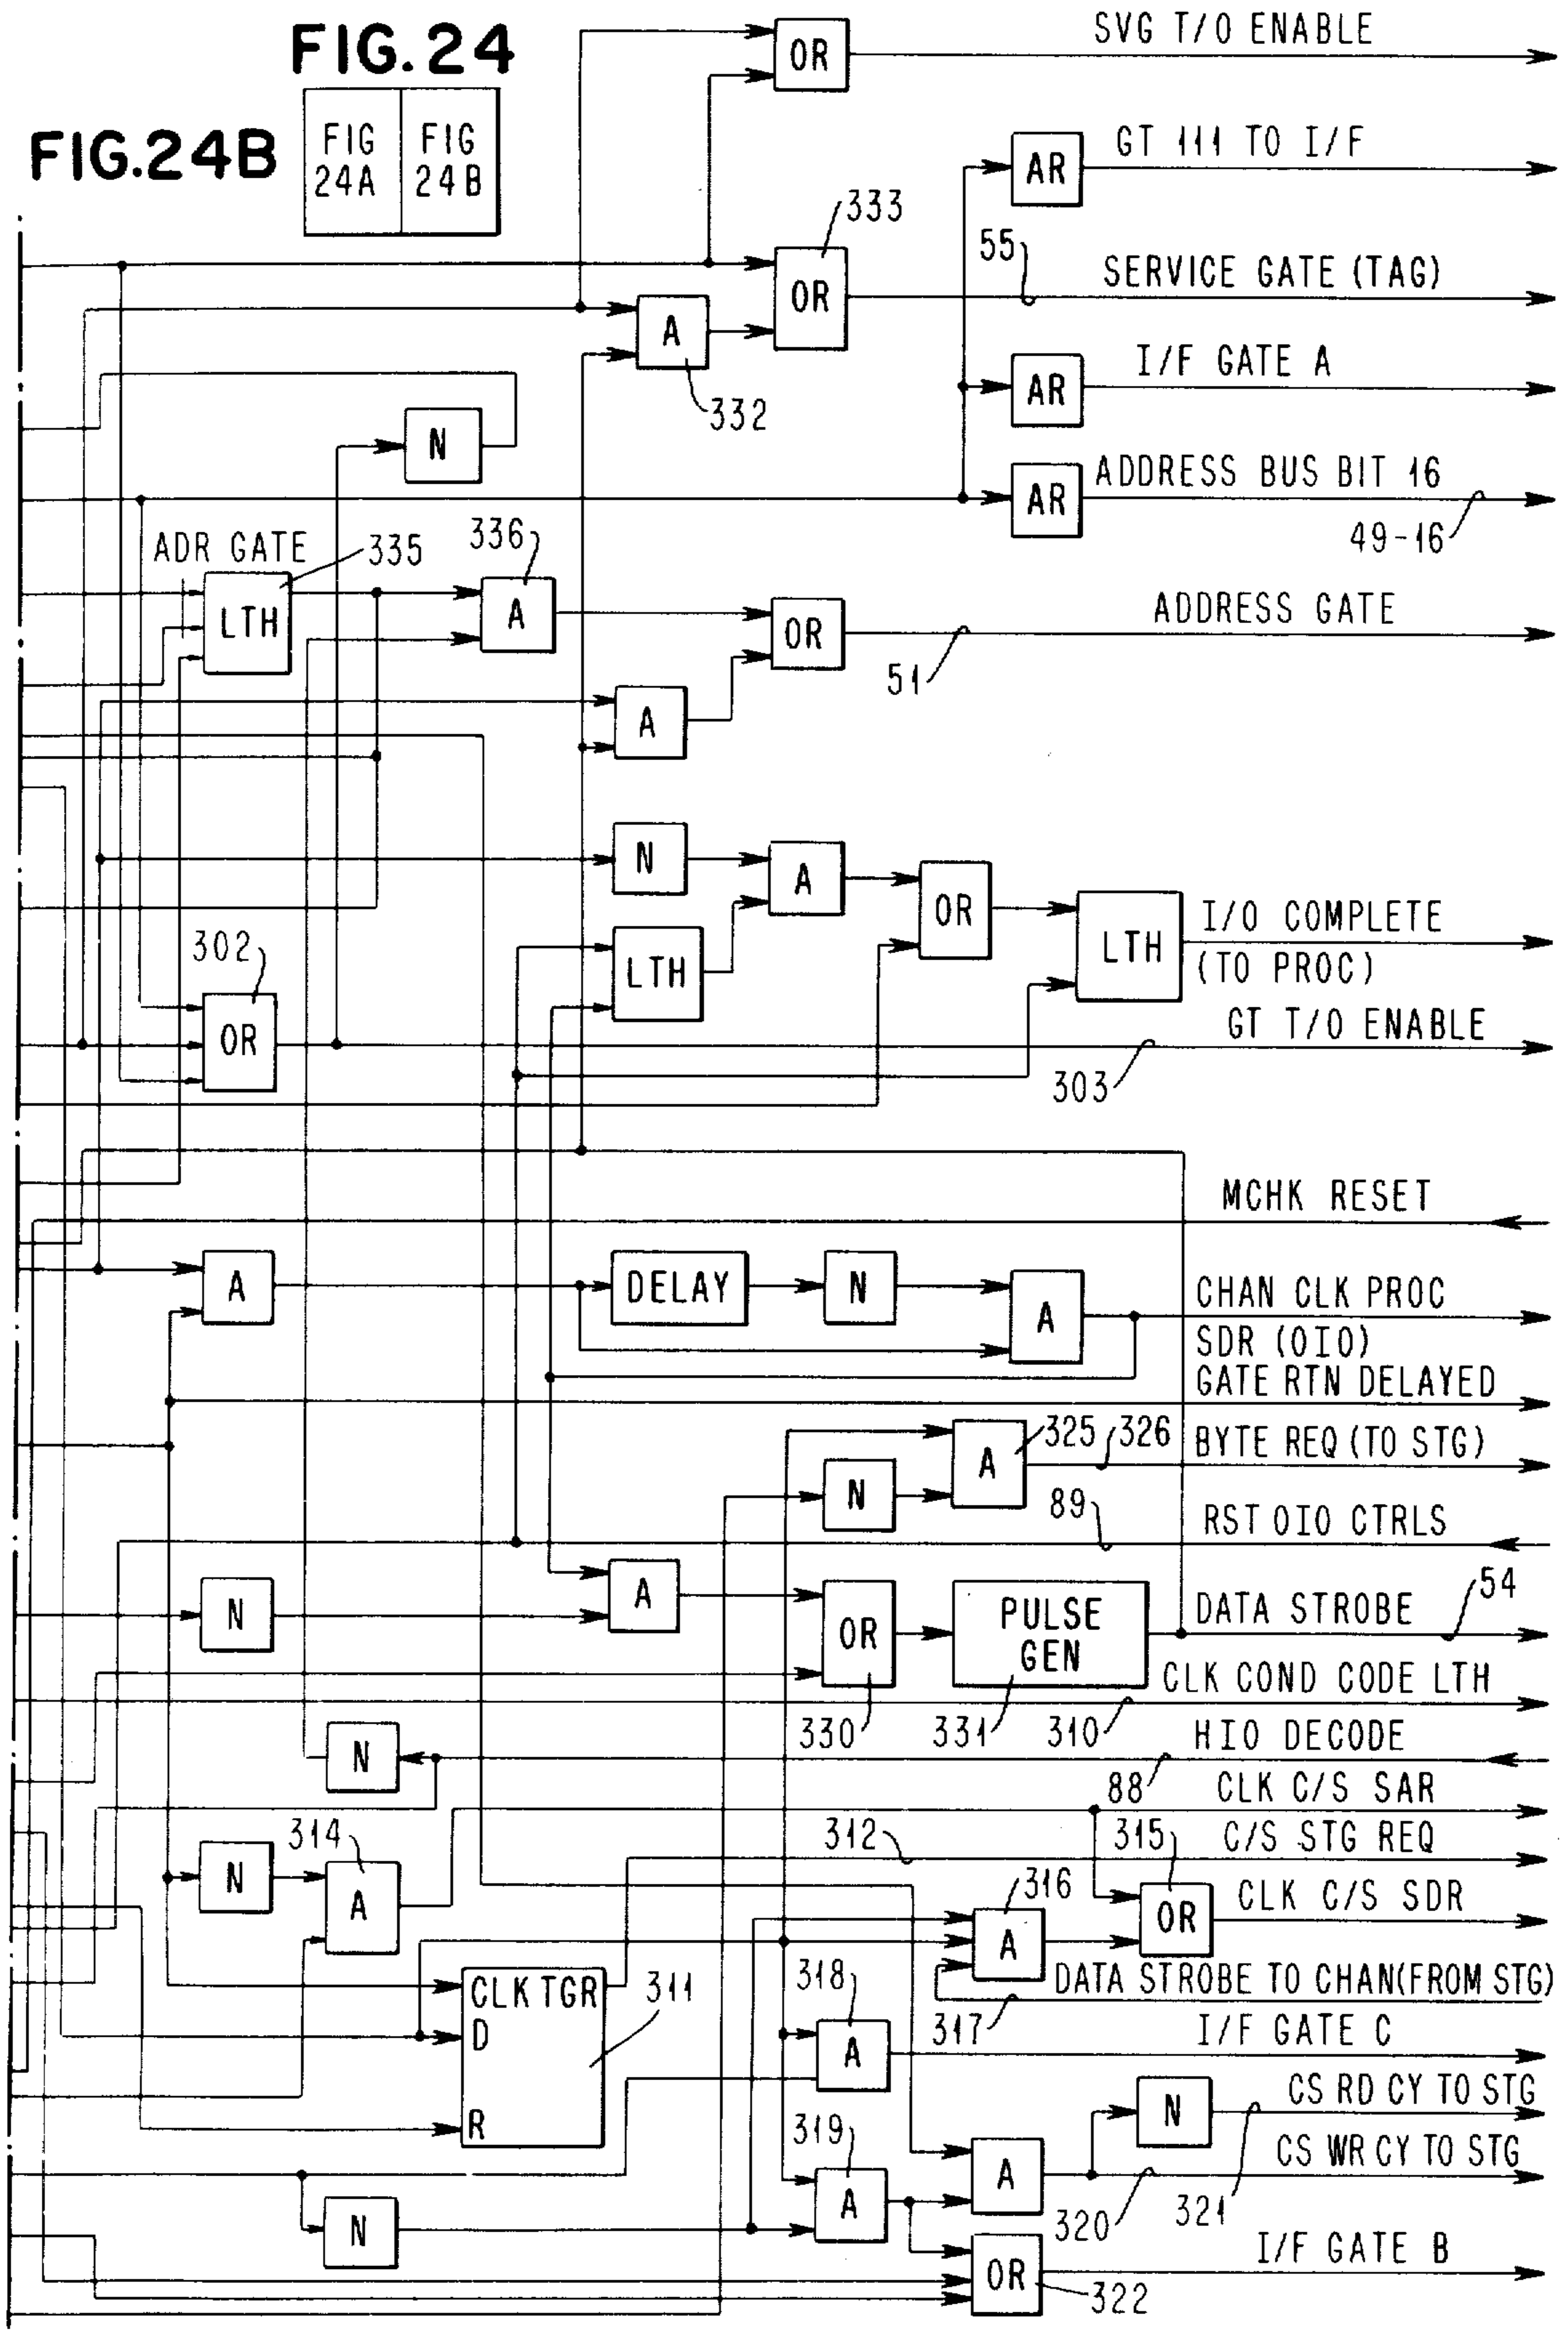 FIG.24
FIG.24B
FIG 24A
FIG 24B
OR
SVG T/O ENABLE
AR
GT 111 TO I/F
333
55
OR
SERVICE GATE (TAG)
A
332
AR
I/F GATE A
N
AR
ADDRESS BUS BIT 16
49-16
ADR GATE
335
LTH
336
A
OR
ADDRESS GATE
51
A
N
A
OR
LTH
LTH
I/O COMPLETE
(TO PROC)
302
OR
GT T/O ENABLE
303
MCHK RESET
A
DELAY
N
A
CHAN CLK PROC
SDR (OIO)
GATE RTN DELAYED
325
326
A
BYTE REQ (TO STG)
N
89
RST OIO CTRLS
N
A
OR
330
PULSE GEN
331
DATA STROBE
54
CLK COND CODE LTH
310
N
HIO DECODE
88
CLK C/S SAR
312
C/S STG REQ
N
314
A
315
OR
CLK C/S SDR
316
A
DATA STROBE TO CHAN(FROM STG)
317
CLK TGR
D
R
311
318
A
I/F GATE C
N
CS RD CY TO STG
321
319
A
A
CS WR CY TO STG
320
N
OR
322
I/F GATE B